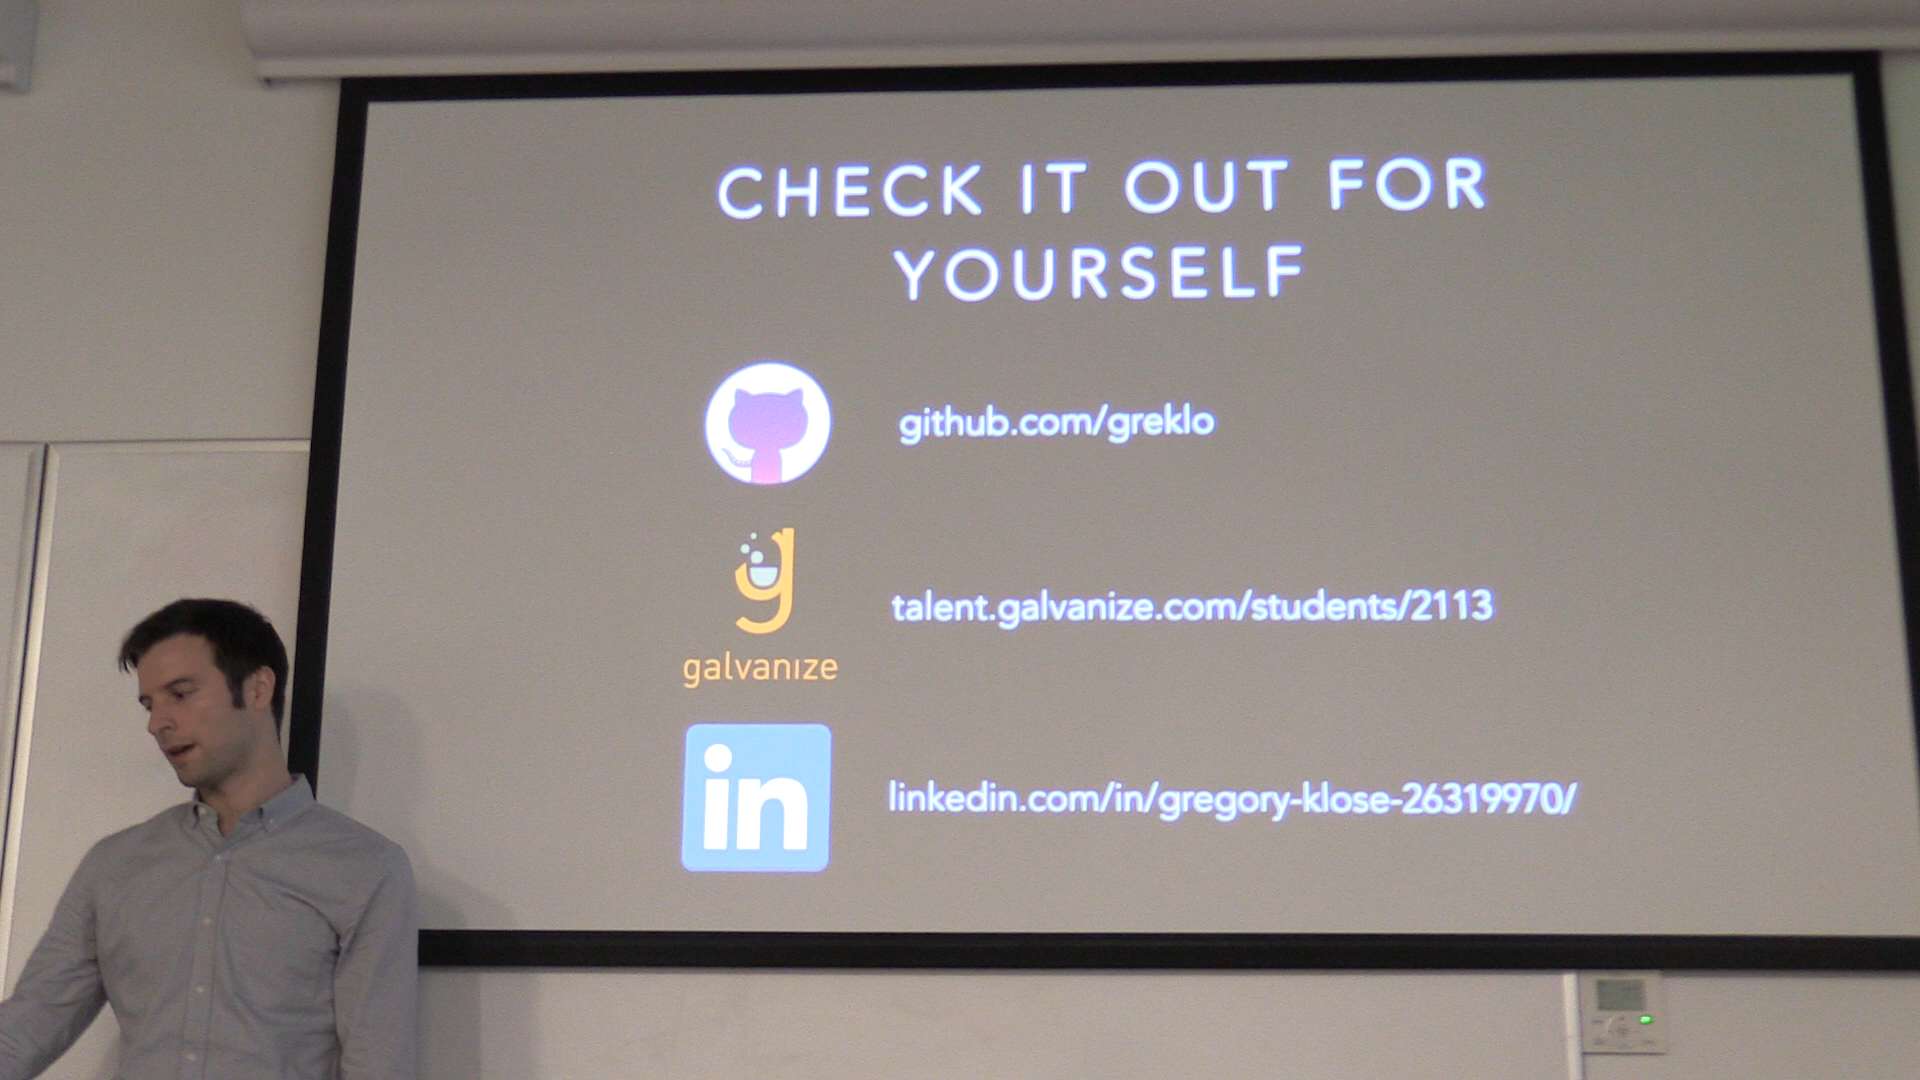 CHECK IT OUT FOR
YOURSELF
github.com/greklo
talent.galvanize.com/students/2113
galvanize
in
linkedin.com/in/gregory-klose-26319970/